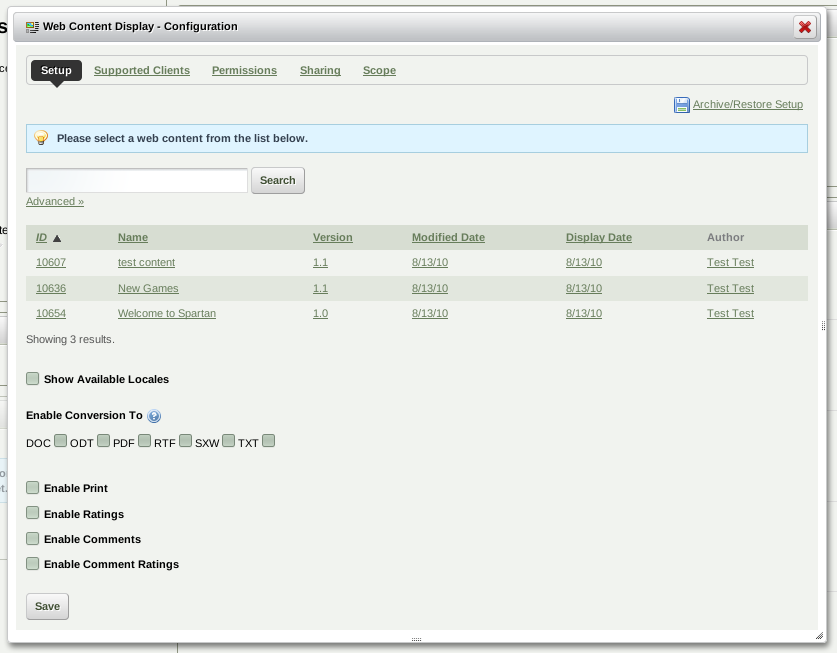 Web Content Display - Configuration
Setup Supported Clients Permissions Sharing Scope
Archive/Restore Setup
Please select a web content from the list below.
Search
Advanced »
ID Name Version Modified Date Display Date Author
10607 test content 1.1 8/13/10 8/13/10 Test Test
10636 New Games 1.1 8/13/10 8/13/10 Test Test
10654 Welcome to Spartan 1.0 8/13/10 8/13/10 Test Test
Showing 3 results.
Show Available Locales
Enable Conversion To
DOC ODT PDF RTF SXW TXT
Enable Print
Enable Ratings
Enable Comments
Enable Comment Ratings
Save